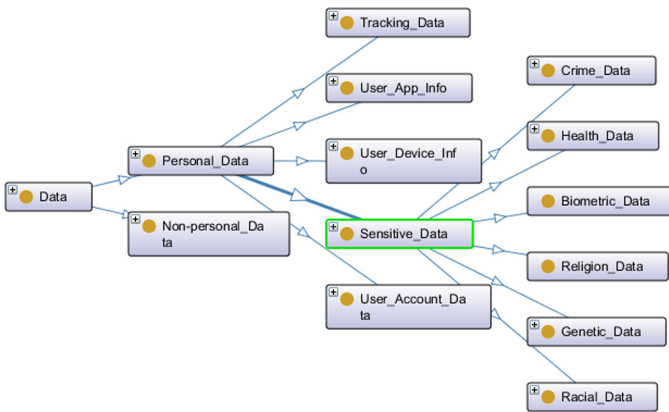 Tracking_Data
Crime_Data
User_App_Info
Health_Data
Personal_Data
User_Device_Inf
o
Data
Biometric_Data
Non-personal_Da
ta
Sensitive_Data
Religion_Data
User_Account_Da
ta
Genetic_Data
Racial_Data